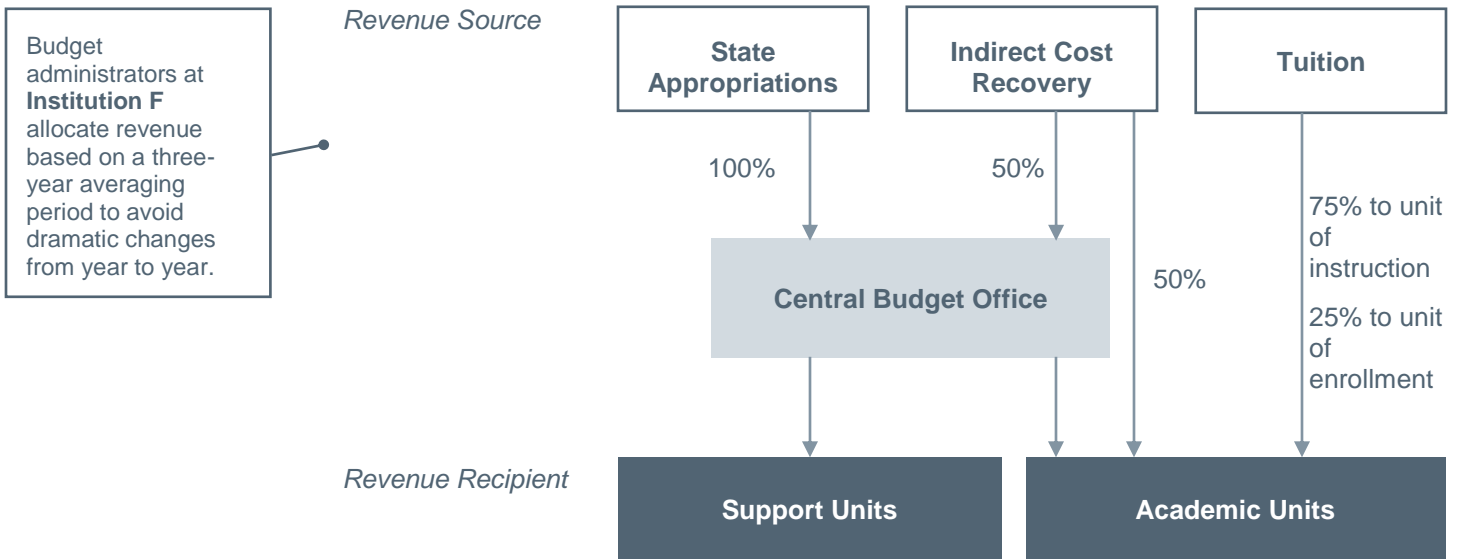 Budget
administrators at
Institution F
allocate revenue
based on a three-
year averaging
period to avoid
dramatic changes
from year to year.
Revenue Source
State
Appropriations
Indirect Cost
Recovery
Tuition
100%
50%
50%
75% to unit
of
instruction
25% to unit
of
enrollment
Central Budget Office
Revenue Recipient
Support Units
Academic Units